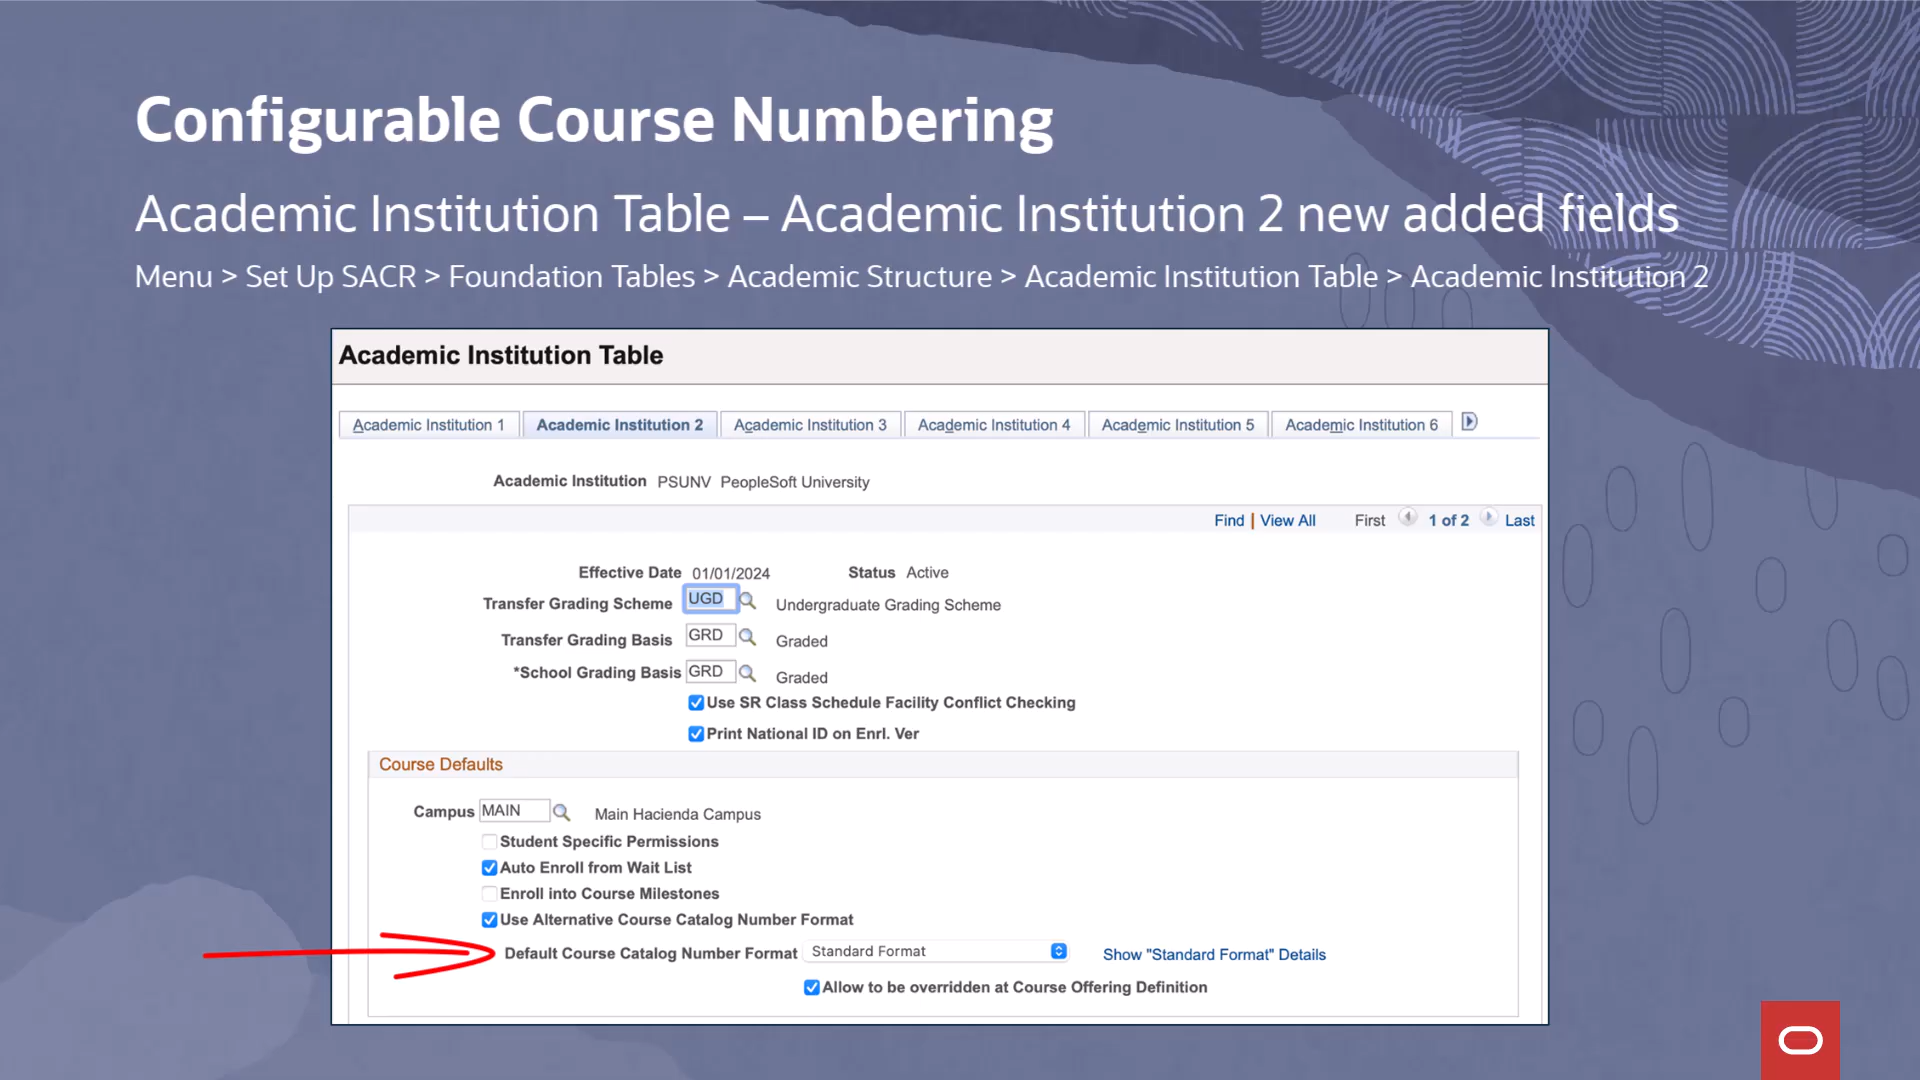 Configurable Course Numbering
Academic Institution Table – Academic Institution 2 new added fields
Menu > Set Up SACR > Foundation Tables > Academic Structure > Academic Institution Table > Academic Institution 2
Academic Institution Table
Academic Institution 1 Academic Institution 2 Academic Institution 3 Academic Institution 4 Academic Institution 5 Academic Institution 6
Academic Institution PSUNV PeopleSoft University
Find | View All First 1 of 2 Last
Effective Date 01/01/2024 Status Active
Transfer Grading Scheme UGD Undergraduate Grading Scheme
Transfer Grading Basis GRD Graded
*School Grading Basis GRD Graded
Use SR Class Schedule Facility Conflict Checking
Print National ID on Enrl. Ver
Course Defaults
Campus MAIN Main Hacienda Campus
Student Specific Permissions
Auto Enroll from Wait List
Enroll into Course Milestones
Use Alternative Course Catalog Number Format
Default Course Catalog Number Format Standard Format Show "Standard Format" Details
Allow to be overridden at Course Offering Definition